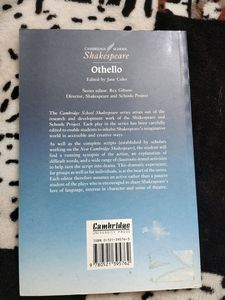 CAMBRIDGE SCHOOL
Shakespeare
Othello
Edited by Jane Coles
Series editor: Rex Gibson
Director, Shakespeare and Schools Project
The Cambridge School Shakespeare series arises out of the
research and development work of the Shakespeare and
Schools Project. Each play in the series has been carefully
edited to enable students to inhabit Shakespeare's imaginative
world in accessible and creative ways.
As well as the complete scripts (established by scholars
working on the New Cambridge Shakespeare), the student will
find a running synopsis of the action, an explanation of
difficult words, and a wide range of classroom-tested activities
to help turn the script into drama. This dramatic experience,
for groups as well as for individuals, is at the heart of the series.
Each edition therefore assumes an active rather than a passive
student of the plays who is encouraged to share Shakespeare's
love of language, interest in character and sense of theatre.
Cambridge
UNIVERSITY PRESS
9 780521 395762